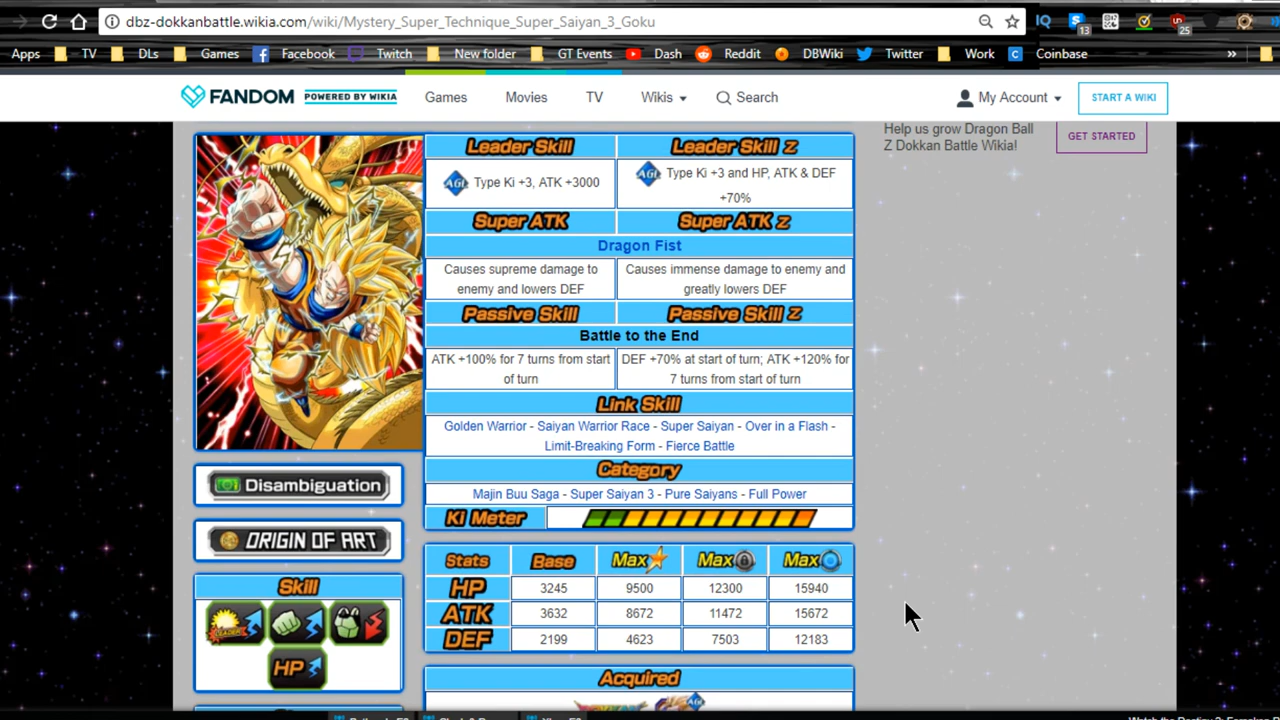 dbz-dokkanbattle.wikia.com/wiki/Mystery_Super_Technique_Super_Saiyan_3_Goku
IQ
13
25
Apps TV DLs Games Facebook Twitch New folder GT Events Dash Reddit DBWiki Twitter Work Coinbase »
FANDOM POWERED BY WIKIA Games Movies TV Wikis Search My Account START A WIKI
Help us grow Dragon Ball
Z Dokkan Battle Wikia!
GET STARTED
Leader Skill Leader Skill Z
AGL Type Ki +3, ATK +3000
AGL Type Ki +3 and HP, ATK & DEF
+70%
Super ATK Super ATK Z
Dragon Fist
Causes supreme damage to
enemy and lowers DEF
Causes immense damage to enemy and
greatly lowers DEF
Passive Skill Passive Skill Z
Battle to the End
ATK +100% for 7 turns from start
of turn
DEF +70% at start of turn; ATK +120% for
7 turns from start of turn
Link Skill
Golden Warrior - Saiyan Warrior Race - Super Saiyan - Over in a Flash -
Limit-Breaking Form - Fierce Battle
Category
Majin Buu Saga - Super Saiyan 3 - Pure Saiyans - Full Power
Ki Meter
Disambiguation
ORIGIN OF ART
Skill
LEADER
HP
Stats Base Max Max Max
HP 3245 9500 12300 15940
ATK 3632 8672 11472 15672
DEF 2199 4623 7503 12183
Acquired
AGL